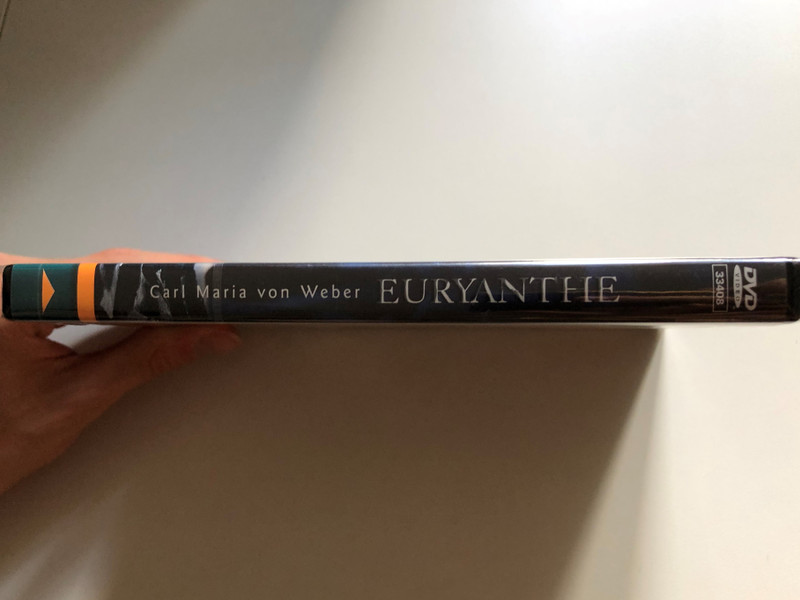 Carl Maria von Weber EURYANTHE
DVD
VIDEO
33408